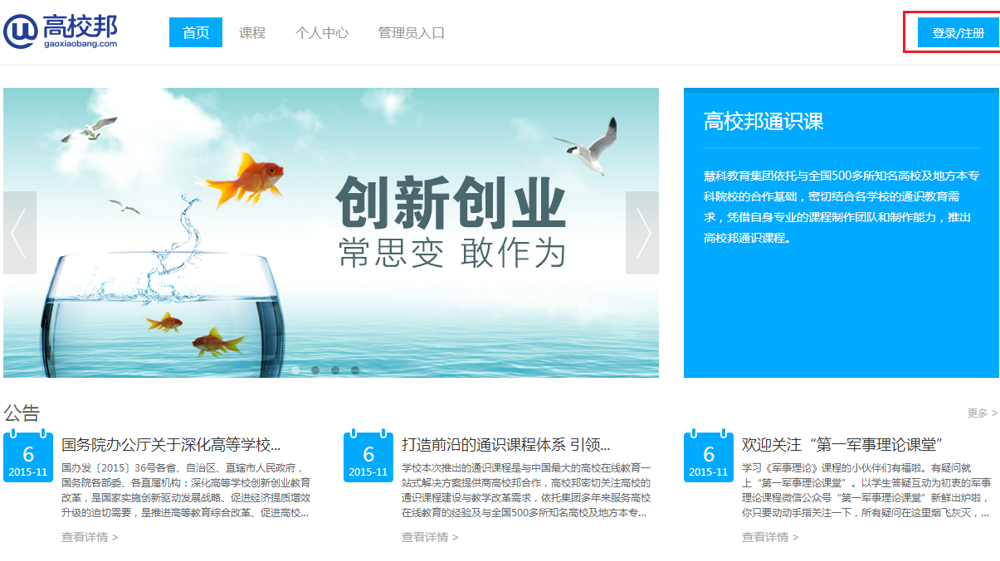 高校邦
gaoxiaobang.com
首页
课程
个人中心
管理员入口
登录/注册
创新创业
常思变 敢作为
高校邦通识课
慧科教育集团依托与全国500多所知名高校及地方本专
科院校的合作基础，密切结合各学校的通识教育需
求，凭借自身专业的课程制作团队和制作能力，推出
高校邦通识课程。
公告
更多 >
6
2015-11
国务院办公厅关于深化高等学校...
国办发〔2015〕36号各省、自治区、直辖市人民政府，
国务院各部委、各直属机构：深化高等学校创新创业教育
改革，是国家实施创新驱动发展战略、促进经济提质增效
升级的迫切需要，是推进高等教育综合改革、促进高校...
查看详情 >
6
2015-11
打造前沿的通识课程体系 引领...
学校本次推出的通识课程是与中国最大的高校在线教育一
站式解决方案提供商高校邦合作，高校邦密切关注高校的
通识课程建设与教学改革需求，依托集团多年来服务高校
在线教育的经验及与全国500多所知名高校及地方本专...
查看详情 >
6
2015-11
欢迎关注“第一军事理论课堂”
学习《军事理论》课程的小伙伴们有福啦。有疑问就
上“第一军事理论课堂”。以学生答疑互动为初衷的军事
理论课程微信公众号“第一军事理论课堂”新鲜出炉啦，
你只要动动手指关注一下，所有疑问在这里烟飞灰灭，...
查看详情 >